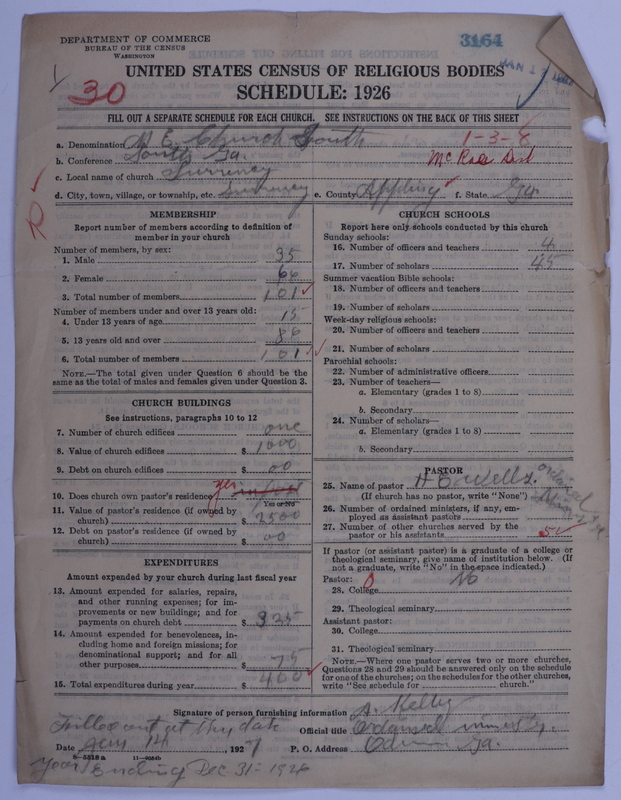 DEPARTMENT OF COMMERCE
BUREAU OF THE CENSUS
WASHINGTON
3164
JAN 17
30
UNITED STATES CENSUS OF RELIGIOUS BODIES
SCHEDULE: 1926
FILL OUT A SEPARATE SCHEDULE FOR EACH CHURCH. SEE INSTRUCTIONS ON THE BACK OF THIS SHEET
a. Denomination M. E. Church South 1-3-8
b. Conference South Ga. McRae Dist
c. Local name of church Surrency
d. City, town, village, or township, etc. Surrency e. County Appling f. State Ga
MEMBERSHIP
Report number of members according to definition of
member in your church
Number of members, by sex:
1. Male 35
2. Female 66
3. Total number of members 101
Number of members under and over 13 years old:
4. Under 13 years of age 15
5. 13 years old and over 86
6. Total number of members 101
NOTE.—The total given under Question 6 should be the
same as the total of males and females given under Question 3.
CHURCH BUILDINGS
See instructions, paragraphs 10 to 12
7. Number of church edifices one
8. Value of church edifices $ 1000
9. Debt on church edifices $ 00
10. Does church own pastor's residence? yes
Yes or No
11. Value of pastor's residence (if owned by
church) $ 2500
12. Debt on pastor's residence (if owned by
church) $ 00
EXPENDITURES
Amount expended by your church during last fiscal year
13. Amount expended for salaries, repairs,
and other running expenses; for im-
provements or new buildings; and for
payments on church debt $ 325
14. Amount expended for benevolences, in-
cluding home and foreign missions; for
denominational support; and for all
other purposes $ 75
15. Total expenditures during year $ 400
CHURCH SCHOOLS
Report here only schools conducted by this church
Sunday schools:
16. Number of officers and teachers 4
17. Number of scholars 45
Summer vacation Bible schools:
18. Number of officers and teachers
19. Number of scholars
Week-day religious schools:
20. Number of officers and teachers
21. Number of scholars
Parochial schools:
22. Number of administrative officers
23. Number of teachers—
a. Elementary (grades 1 to 8)
b. Secondary
24. Number of scholars—
a. Elementary (grades 1 to 8)
b. Secondary
PASTOR
25. Name of pastor Kelly
(If church has no pastor, write "None")
26. Number of ordained ministers, if any, em-
ployed as assistant pastors
27. Number of other churches served by the
pastor or his assistants 5
If pastor (or assistant pastor) is a graduate of a college or
theological seminary, give name of institution below. (If
not a graduate, write "No" in the space indicated.)
Pastor: 0 No
28. College
29. Theological seminary
Assistant pastor:
30. College
31. Theological seminary
NOTE.—Where one pastor serves two or more churches,
Questions 28 and 29 should be answered only on the schedule
for one of the churches; on the schedules for the other churches,
write "See schedule for church."
Signature of person furnishing information Kelly
Filled out at this date Official title Ordained
Date Jany 14, 1927 P. O. Address Odum Ga.
8-5518a
Year Ending Dec 31-1926